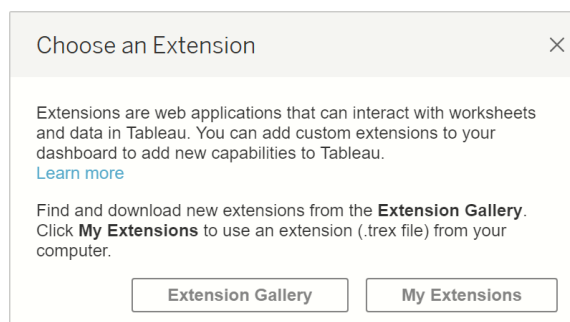 Choose an Extension
Extensions are web applications that can interact with worksheets
and data in Tableau. You can add custom extensions to your
dashboard to add new capabilities to Tableau.
Learn more
Find and download new extensions from the Extension Gallery.
Click My Extensions to use an extension (.trex file) from your
computer.
Extension Gallery
My Extensions